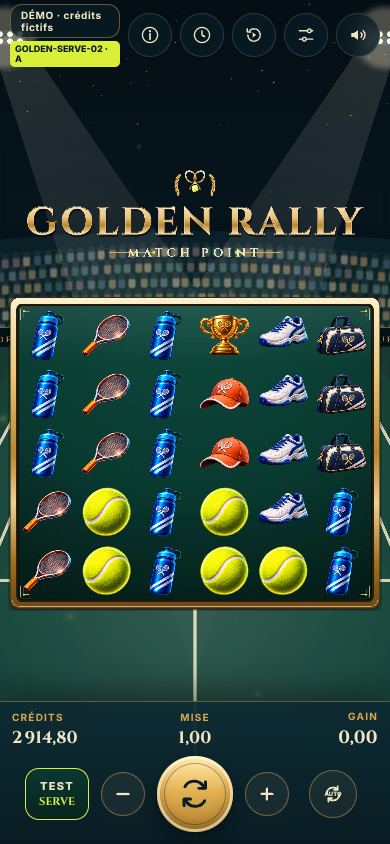 DÉMO · crédits
fictifs
GOLDEN-SERVE-02 ·
A
GOLDEN RALLY
MATCH POINT
CRÉDITS
MISE
GAIN
2 914,80
1,00
0,00
TEST
SERVE
AUTO